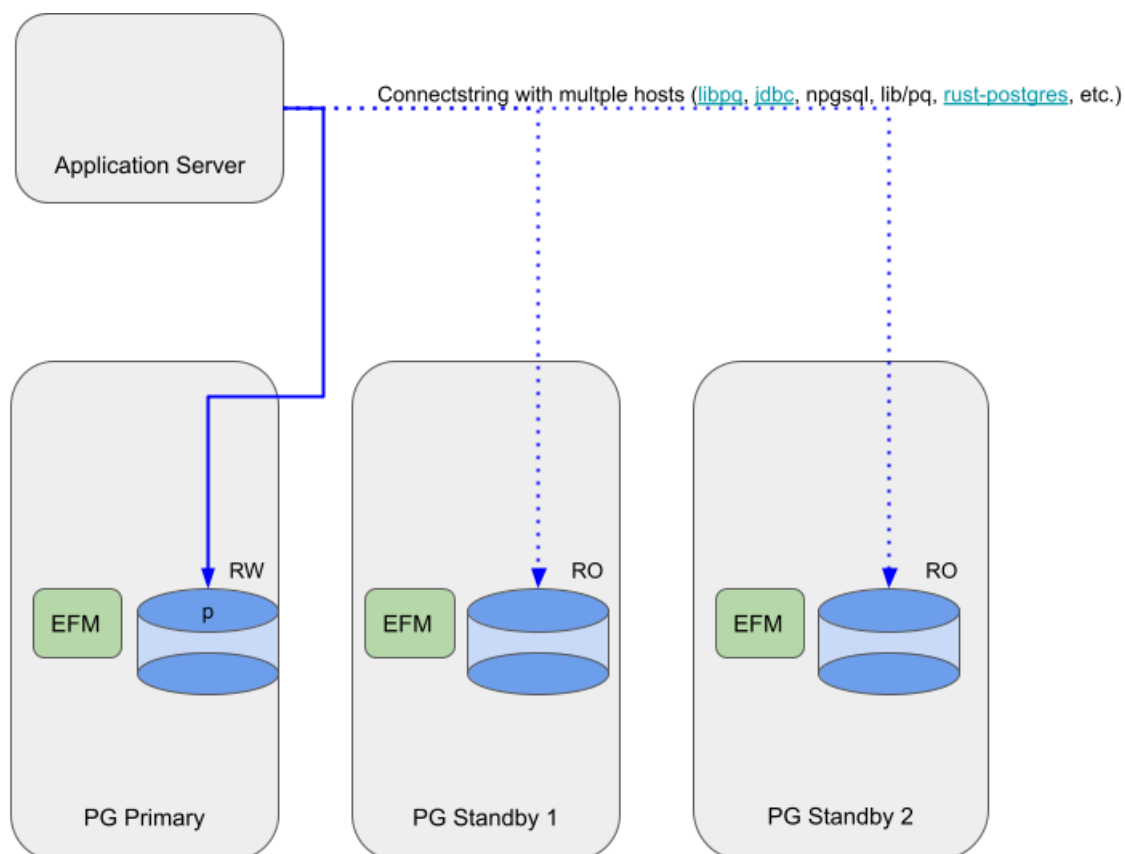 Connectstring with multple hosts (libpq, jdbc, npgsql, lib/pq, rust-postgres, etc.)
Application Server
RW
RO
RO
EFM
p
EFM
EFM
PG Primary
PG Standby 1
PG Standby 2